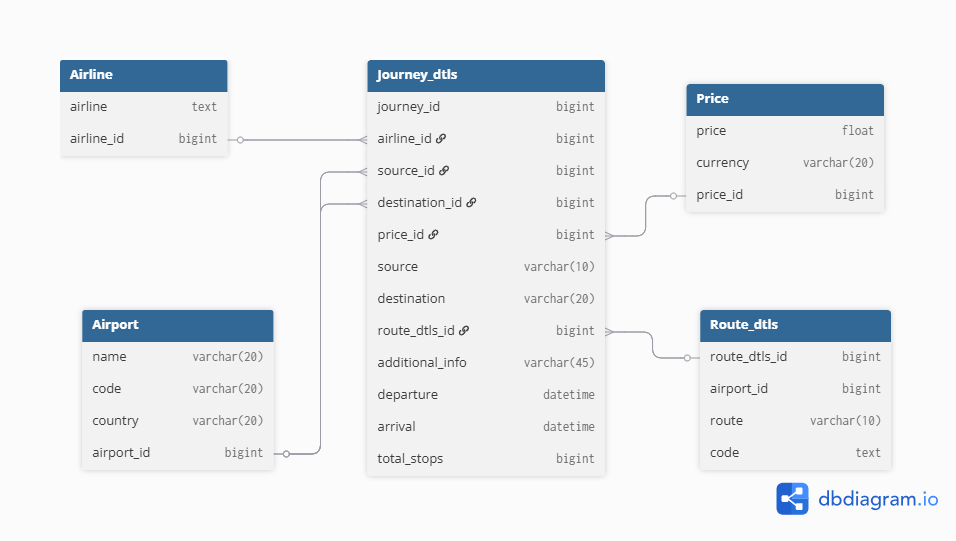 Airline
airline text
airline_id bigint
Journey_dtls
journey_id bigint
airline_id bigint
source_id bigint
destination_id bigint
price_id bigint
source varchar(10)
destination varchar(20)
route_dtls_id bigint
additional_info varchar(45)
departure datetime
arrival datetime
total_stops bigint
Price
price float
currency varchar(20)
price_id bigint
Airport
name varchar(20)
code varchar(20)
country varchar(20)
airport_id bigint
Route_dtls
route_dtls_id bigint
airport_id bigint
route varchar(10)
code text
dbdiagram.io